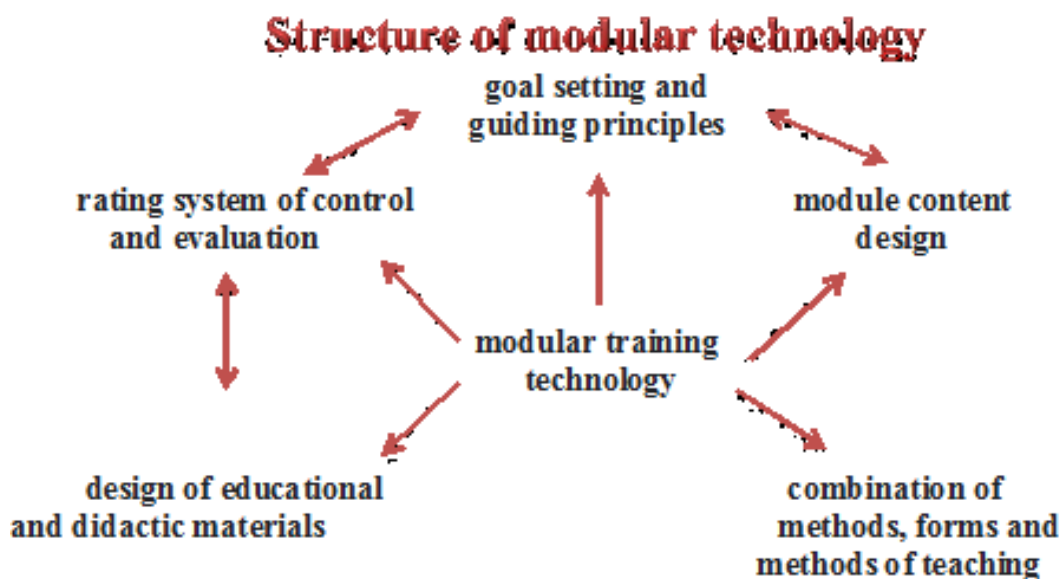 Structure of modular technology
goal setting and
guiding principles
rating system of control
and evaluation
module content
design
modular training
technology
design of educational
and didactic materials
combination of
methods, forms and
methods of teaching